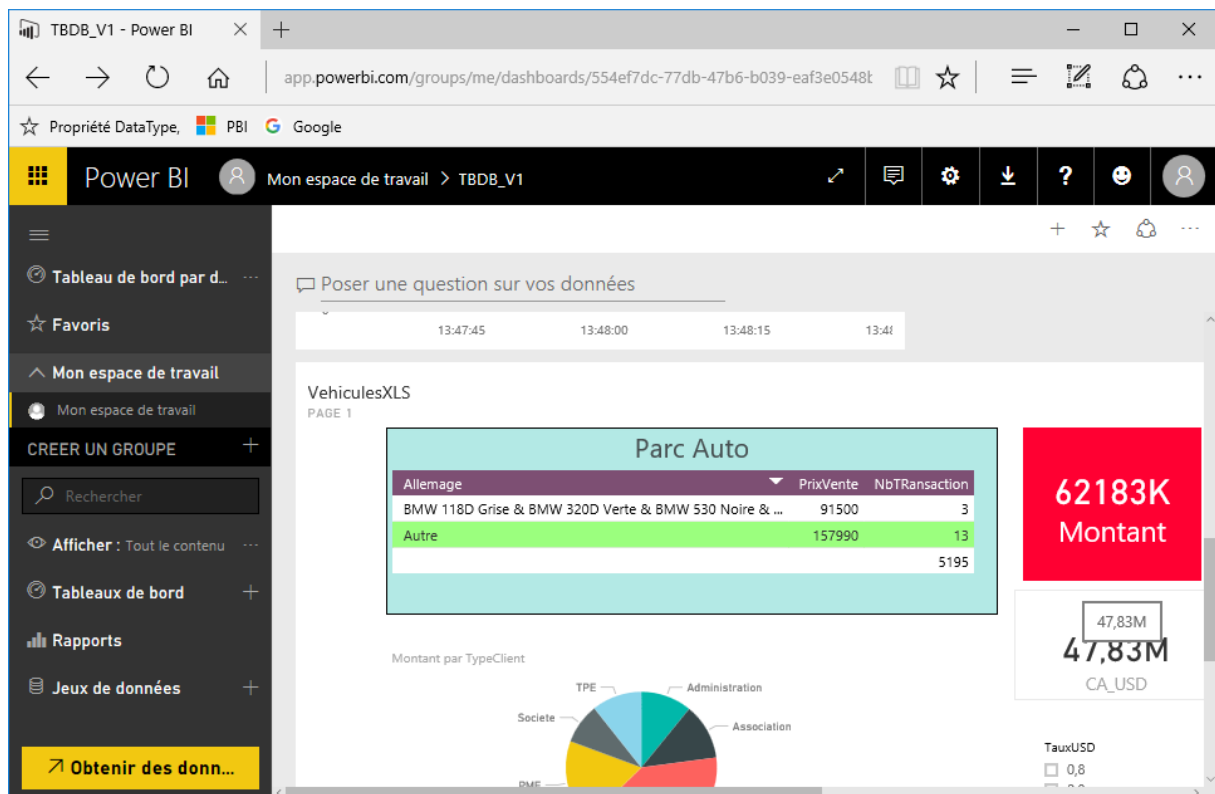 TBDB_V1 - Power BI
app.powerbi.com/groups/me/dashboards/554ef7dc-77db-47b6-b039-eaf3e0548b
Propriété DataType, PBI Google
Power BI Mon espace de travail > TBDB_V1
Tableau de bord par d...
Favoris
Mon espace de travail
Mon espace de travail
CREER UN GROUPE
Rechercher
Afficher : Tout le contenu
Tableaux de bord
Rapports
Jeux de données
Obtenir des donn...
Poser une question sur vos données
13:47:45 13:48:00 13:48:15 13:48
VehiculesXLS
PAGE 1
Parc Auto
Allemage PrixVente NbTRansaction
BMW 118D Grise & BMW 320D Verte & BMW 530 Noire & ... 91500 3
Autre 157990 13
5195
62183K
Montant
47,83M
47,83M
CA_USD
Montant par TypeClient
TPE
Administration
Societe
Association
PME
TauxUSD
0,8